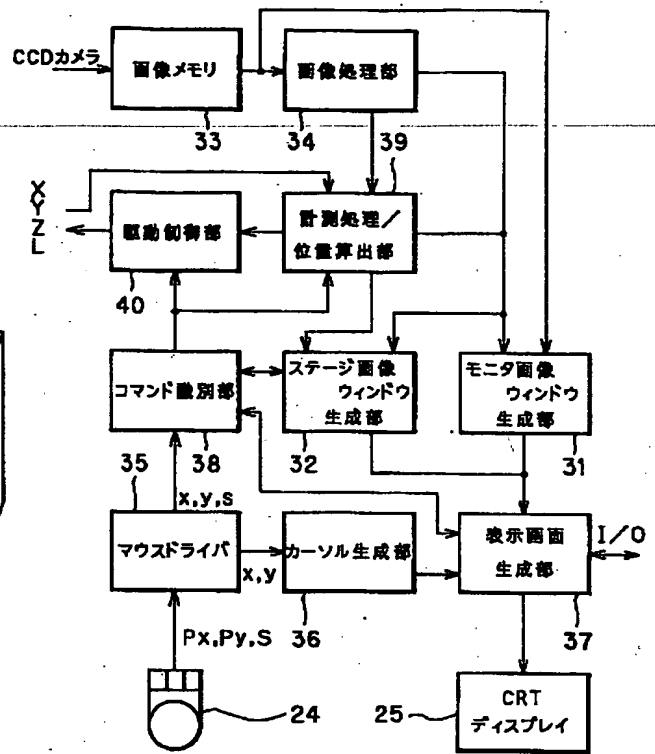 CCDカメラ
画像メモリ
画像処理部
33
34
39
X
Y
Z
L
駆動制御部
計測処理/
位置算出部
40
コマンド識別部
ステージ画像
ウィンドウ
生成部
モニタ画像
ウィンドウ
生成部
35
38
32
31
x,y,s
マウスドライバ
x,y
カーソル生成部
表示画面
生成部
I/O
36
37
Px,Py,S
24
25
CRT
ディスプレイ